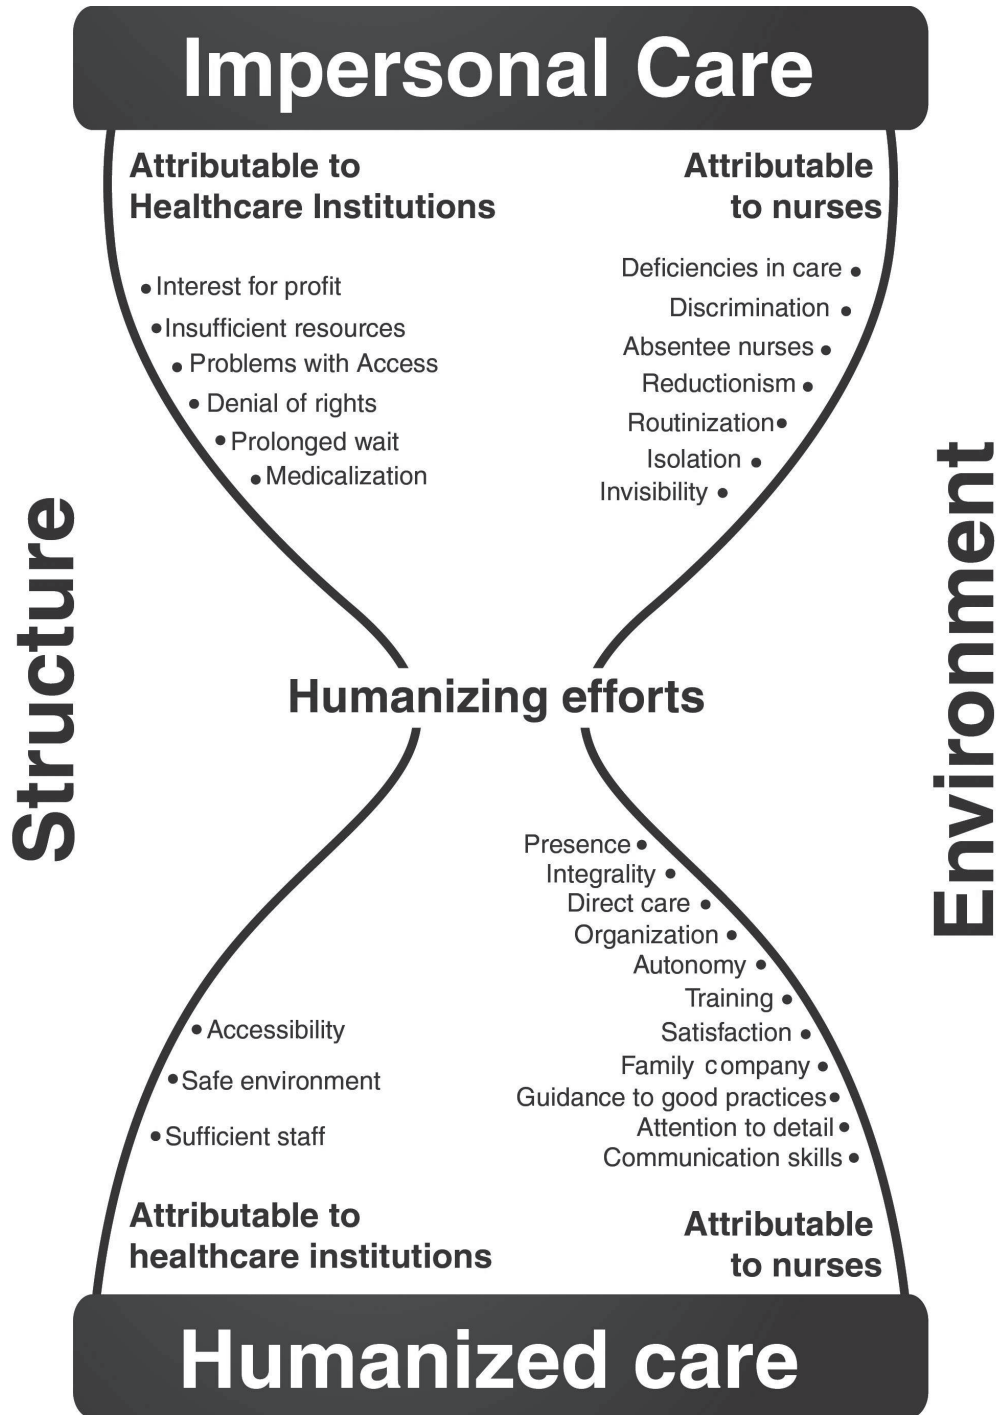 Impersonal Care
Attributable to
Healthcare Institutions
Attributable
to nurses
Interest for profit
Insufficient resources
Problems with Access
Denial of rights
Prolonged wait
Medicalization
Deficiencies in care
Discrimination
Absentee nurses
Reductionism
Routinization
Isolation
Invisibility
Structure
Environment
Humanizing efforts
Presence
Integrality
Direct care
Organization
Autonomy
Training
Satisfaction
Family company
Guidance to good practices
Attention to detail
Communication skills
Accessibility
Safe environment
Sufficient staff
Attributable to
healthcare institutions
Attributable
to nurses
Humanized care